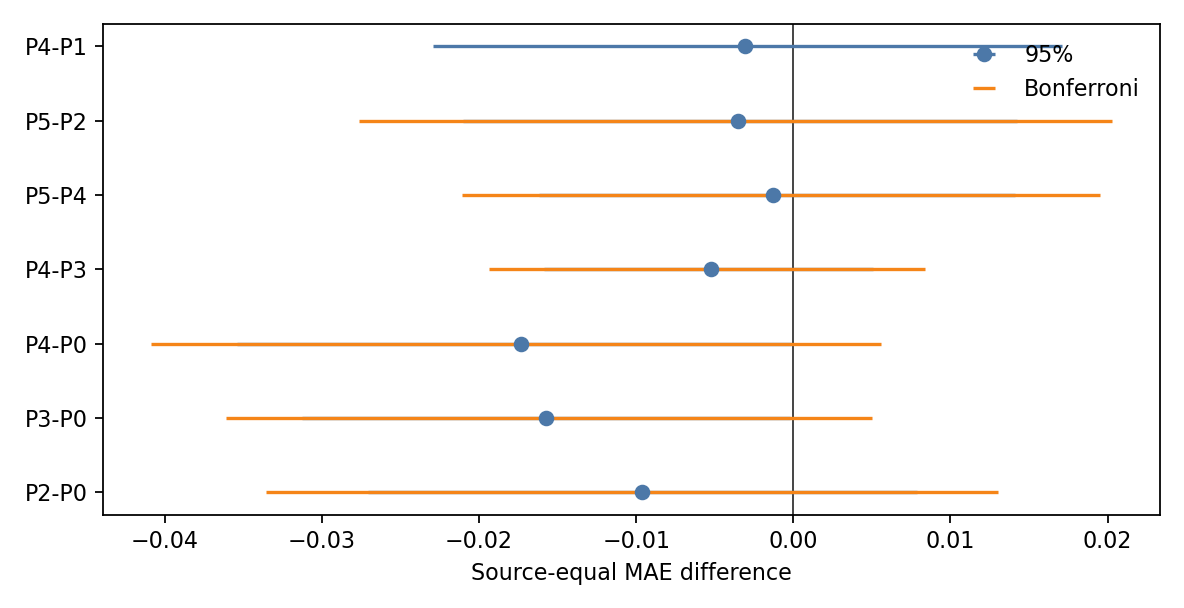 P4-P1
95%
Bonferroni
P5-P2
P5-P4
P4-P3
P4-P0
P3-P0
P2-P0
−0.04 −0.03 −0.02 −0.01 0.00 0.01 0.02
Source-equal MAE difference